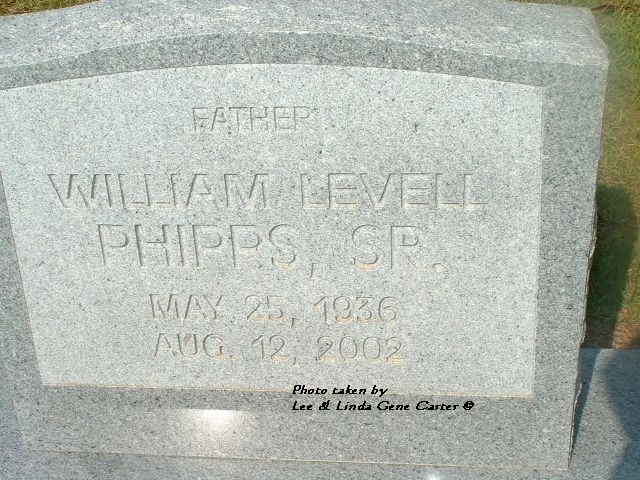 FATHER
WILLIAM LEVELL
PHIPPS, SR.
MAY 25, 1936
AUG. 12, 2002
Photo taken by
Lee & Linda Gene Carter ©